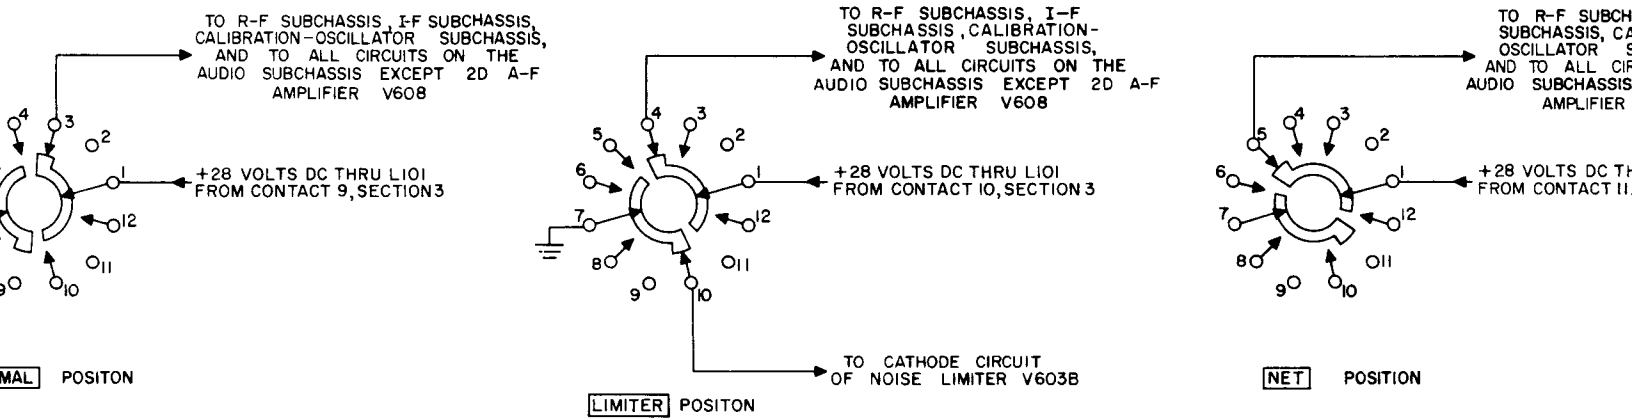 TO R-F SUBCHASSIS, I-F SUBCHASSIS,
CALIBRATION-OSCILLATOR SUBCHASSIS,
AND TO ALL CIRCUITS ON THE
AUDIO SUBCHASSIS EXCEPT 2D A-F
AMPLIFIER V608
4
3
2
1
+28 VOLTS DC THRU L101
FROM CONTACT 9, SECTION 3
12
11
10
9
MAL POSITON
TO R-F SUBCHASSIS, I-F
SUBCHASSIS, CALIBRATION-
OSCILLATOR SUBCHASSIS,
AND TO ALL CIRCUITS ON THE
AUDIO SUBCHASSIS EXCEPT 2D A-F
AMPLIFIER V608
4
3
5
2
6
1
+28 VOLTS DC THRU L101
FROM CONTACT 10, SECTION 3
7
12
8
11
9
10
TO CATHODE CIRCUIT
OF NOISE LIMITER V603B
LIMITER POSITON
TO R-F SUBCH
SUBCHASSIS, CA
OSCILLATOR S
AND TO ALL CIR
AUDIO SUBCHASSIS
AMPLIFIER
4
3
5
2
6
1
+28 VOLTS DC TH
FROM CONTACT 11,
7
12
8
11
9
10
NET POSITION